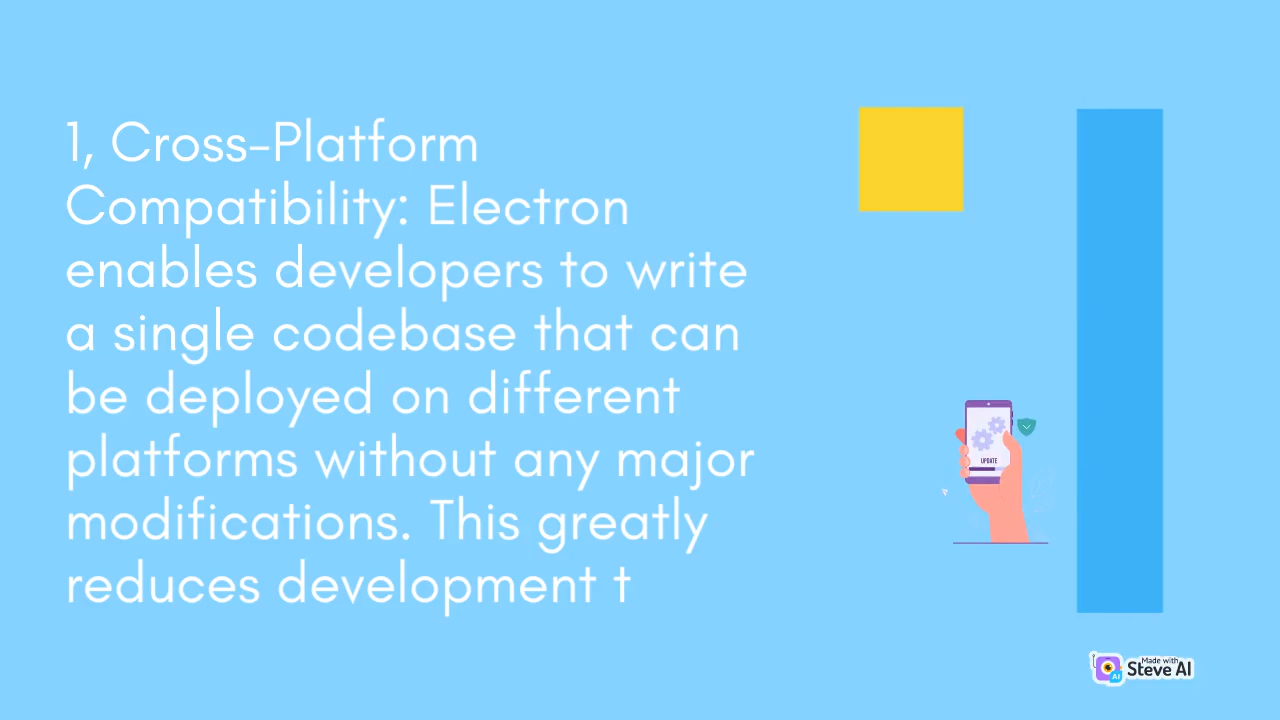 1, Cross-Platform
Compatibility: Electron
enables developers to write
a single codebase that can
be deployed on different
platforms without any major
modifications. This greatly
reduces development t
UPDATE
Made with
Steve AI
AI